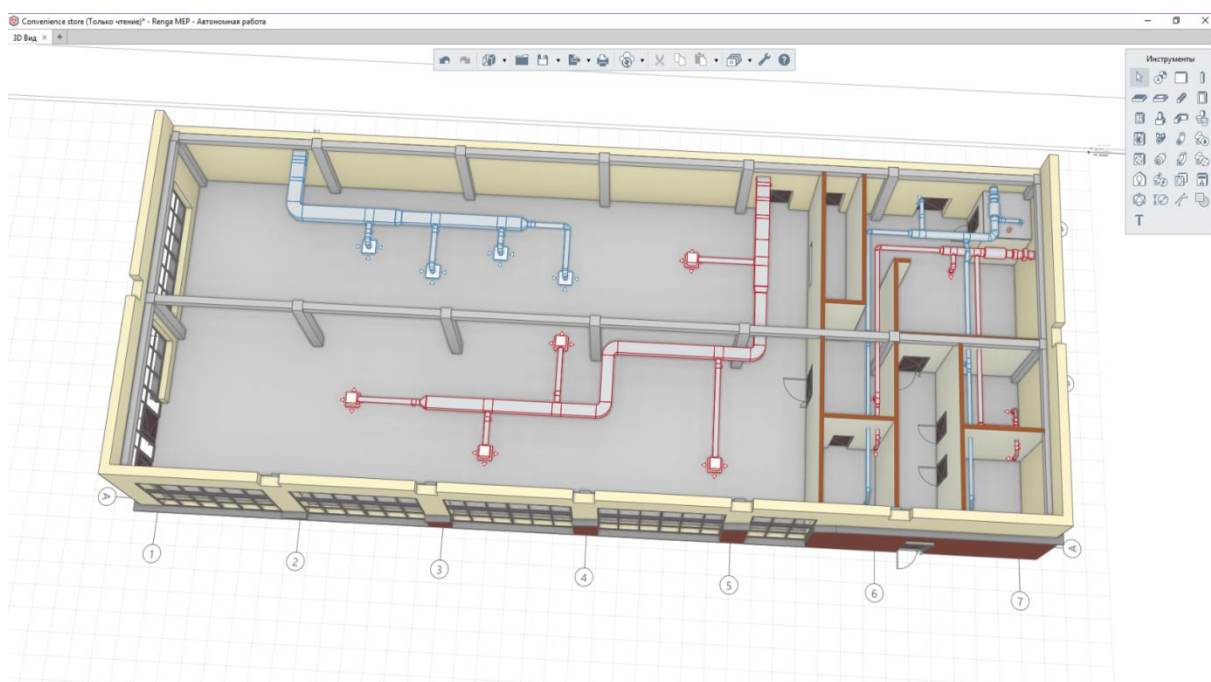 Convenience store (Только чтение)* - Renga MEP - Автономная работа
3D Вид
Инструменты
T
A
A
1
2
3
4
5
6
7